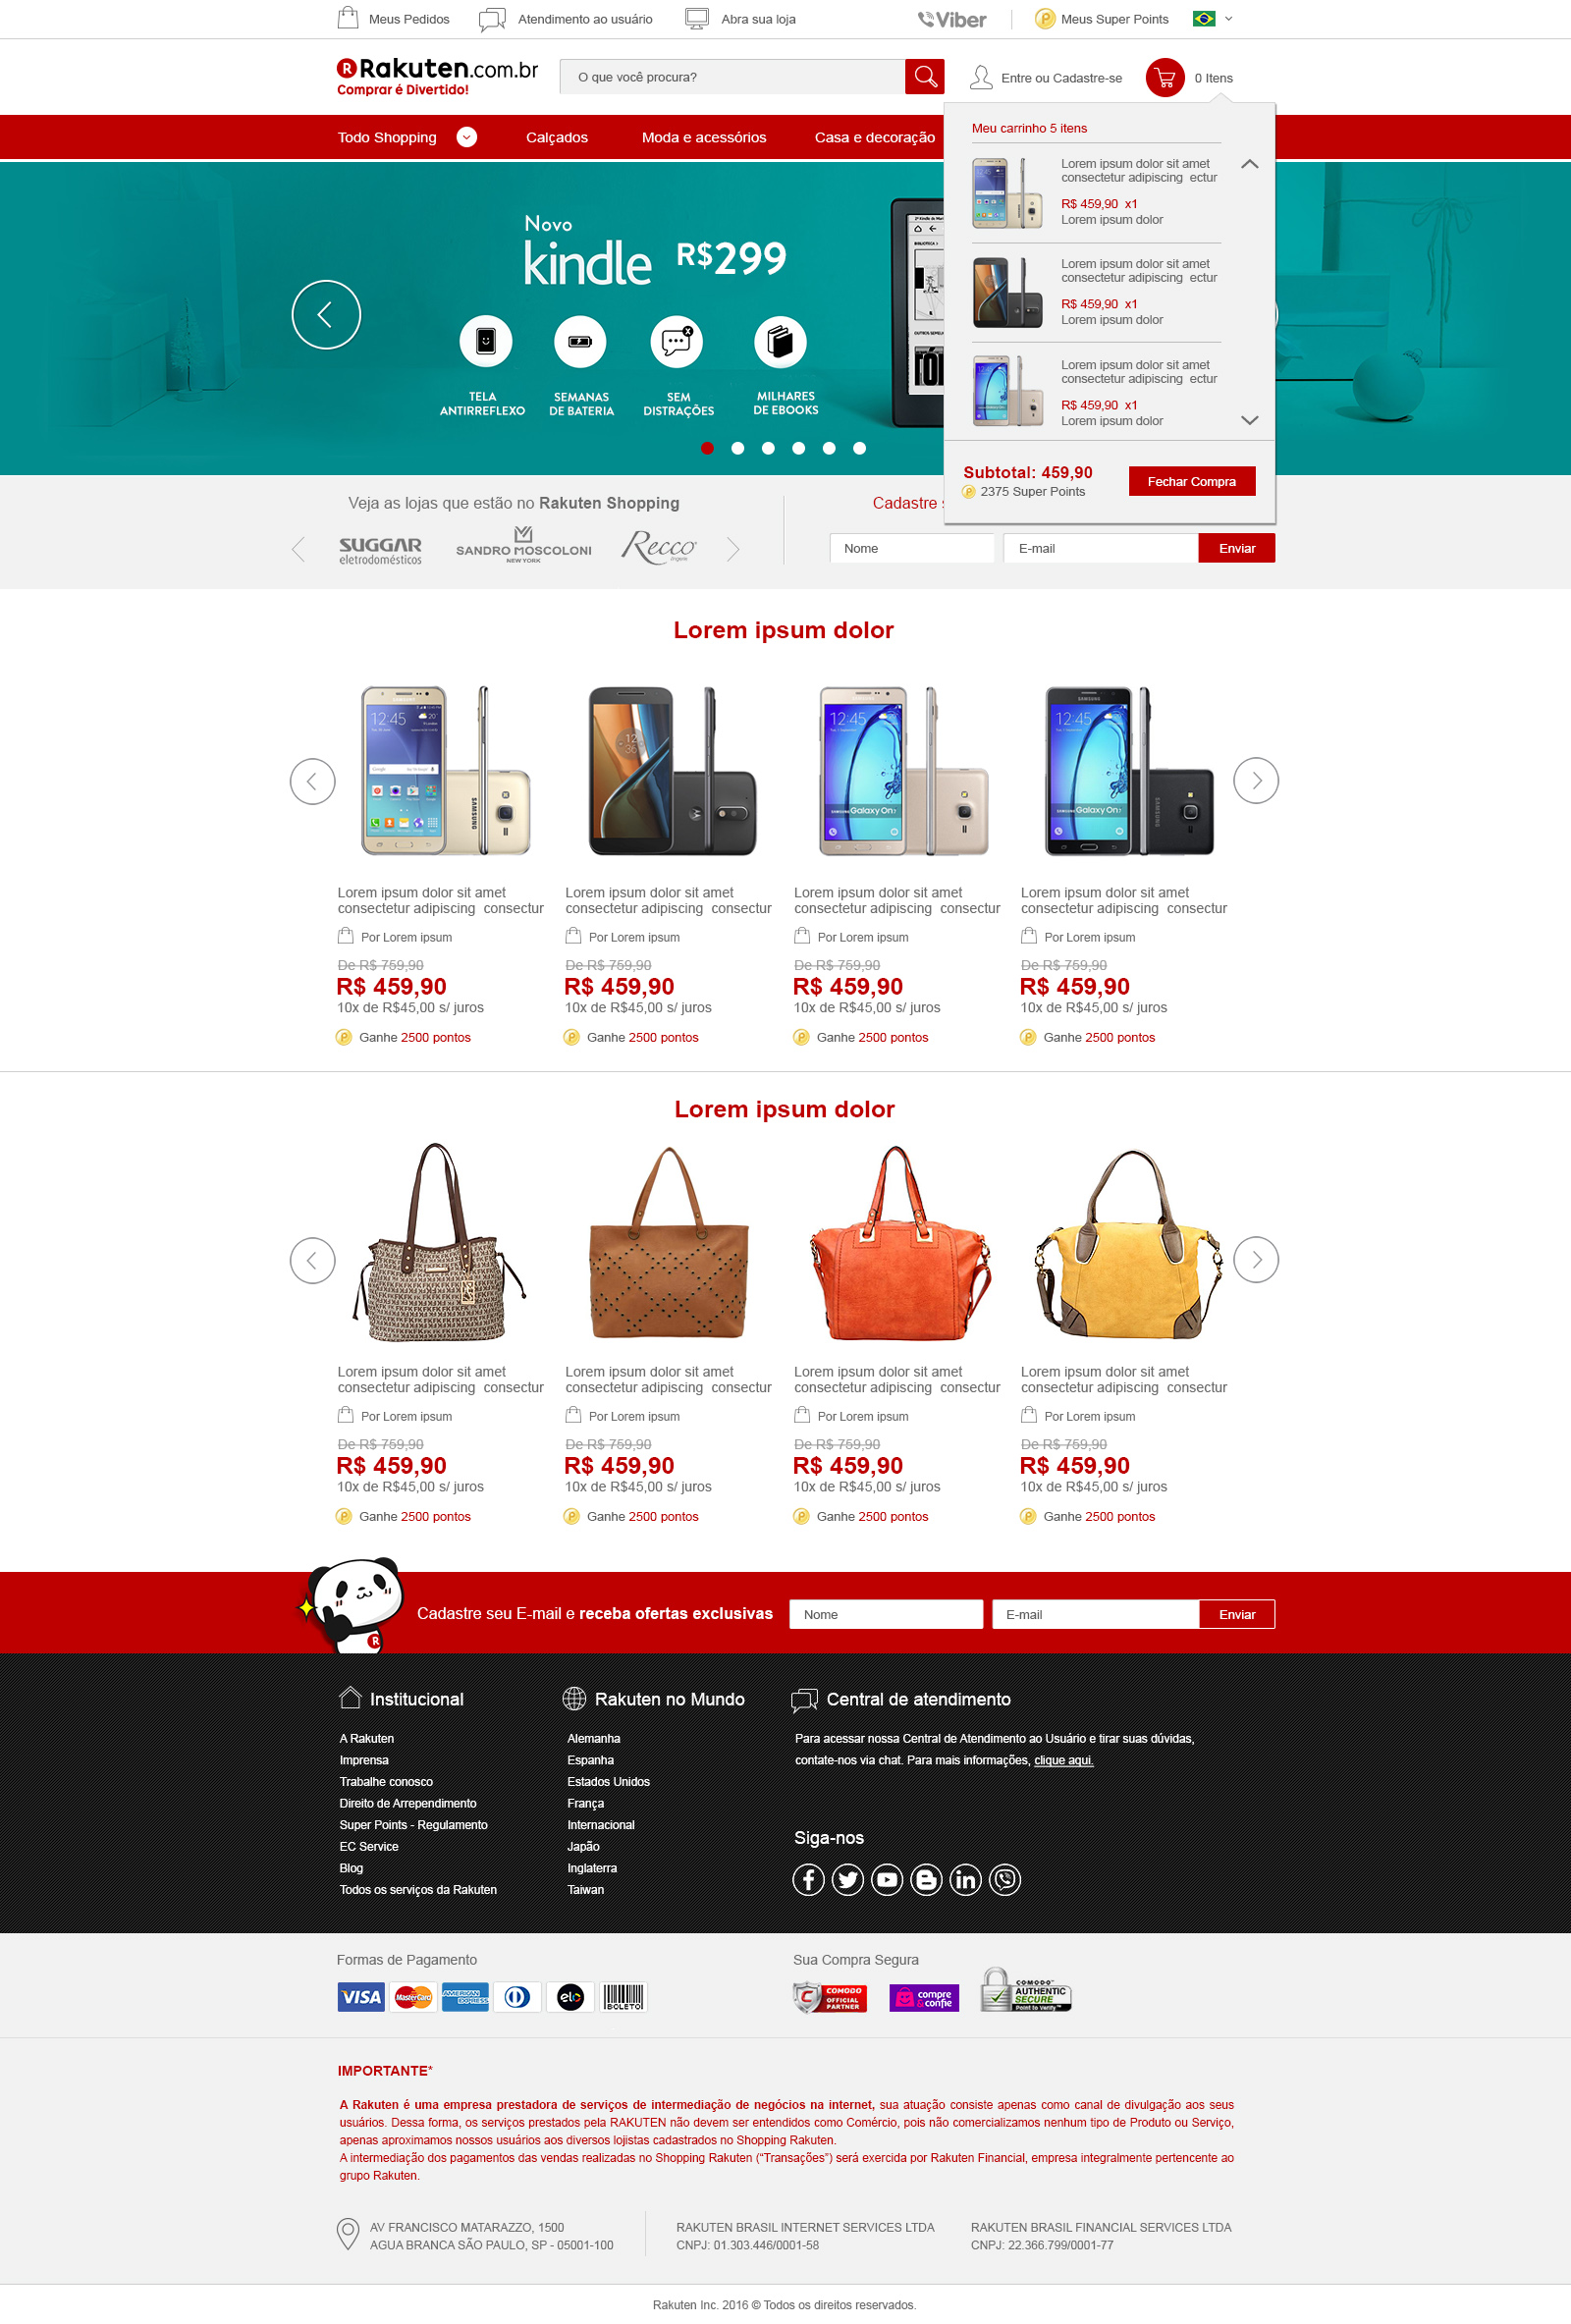 Meus Pedidos
Atendimento ao usuário
Abra sua loja
Viber
Meus Super Points
Rakuten.com.br
Comprar é Divertido!
O que você procura?
Entre ou Cadastre-se
0 Itens
Todo Shopping
Calçados
Moda e acessórios
Casa e decoração
Meu carrinho 5 itens
Lorem ipsum dolor sit amet
consectetur adipiscing ectur
R$ 459,90 x1
Lorem ipsum dolor
Lorem ipsum dolor sit amet
consectetur adipiscing ectur
R$ 459,90 x1
Lorem ipsum dolor
Lorem ipsum dolor sit amet
consectetur adipiscing ectur
R$ 459,90 x1
Lorem ipsum dolor
Subtotal: 459,90
2375 Super Points
Fechar Compra
Novo
kindle R$299
TELA
ANTIRREFLEXO
SEMANAS
DE BATERIA
SEM
DISTRAÇÕES
MILHARES
DE EBOOKS
BIBLIOTECA
Veja as lojas que estão no Rakuten Shopping
SUGGAR
eletrodomésticos
SANDRO MOSCOLONI
NEW YORK
Recco
Cadastre
Nome
E-mail
Enviar
Lorem ipsum dolor
12:45
SAMSUNG
12:45
Galaxy On7
SAMSUNG
12:45
Galaxy On7
SAMSUNG
Lorem ipsum dolor sit amet
consectetur adipiscing consectur
Por Lorem ipsum
De R$ 759,90
R$ 459,90
10x de R$45,00 s/ juros
Ganhe 2500 pontos
Lorem ipsum dolor sit amet
consectetur adipiscing consectur
Por Lorem ipsum
De R$ 759,90
R$ 459,90
10x de R$45,00 s/ juros
Ganhe 2500 pontos
Lorem ipsum dolor sit amet
consectetur adipiscing consectur
Por Lorem ipsum
De R$ 759,90
R$ 459,90
10x de R$45,00 s/ juros
Ganhe 2500 pontos
Lorem ipsum dolor sit amet
consectetur adipiscing consectur
Por Lorem ipsum
De R$ 759,90
R$ 459,90
10x de R$45,00 s/ juros
Ganhe 2500 pontos
Lorem ipsum dolor
Lorem ipsum dolor sit amet
consectetur adipiscing consectur
Por Lorem ipsum
De R$ 759,90
R$ 459,90
10x de R$45,00 s/ juros
Ganhe 2500 pontos
Lorem ipsum dolor sit amet
consectetur adipiscing consectur
Por Lorem ipsum
De R$ 759,90
R$ 459,90
10x de R$45,00 s/ juros
Ganhe 2500 pontos
Lorem ipsum dolor sit amet
consectetur adipiscing consectur
Por Lorem ipsum
De R$ 759,90
R$ 459,90
10x de R$45,00 s/ juros
Ganhe 2500 pontos
Lorem ipsum dolor sit amet
consectetur adipiscing consectur
Por Lorem ipsum
De R$ 759,90
R$ 459,90
10x de R$45,00 s/ juros
Ganhe 2500 pontos
Cadastre seu E-mail e receba ofertas exclusivas
Nome
E-mail
Enviar
Institucional
A Rakuten
Imprensa
Trabalhe conosco
Direito de Arrependimento
Super Points - Regulamento
EC Service
Blog
Todos os serviços da Rakuten
Rakuten no Mundo
Alemanha
Espanha
Estados Unidos
França
Internacional
Japão
Inglaterra
Taiwan
Central de atendimento
Para acessar nossa Central de Atendimento ao Usuário e tirar suas dúvidas,
contate-nos via chat. Para mais informações, clique aqui.
Siga-nos
Formas de Pagamento
VISA
MasterCard
AMERICAN EXPRESS
elo
BOLETO
Sua Compra Segura
COMODO
OFFICIAL
PARTNER
compre
&confie
COMODO
AUTHENTIC
SECURE
Point to Verify™
IMPORTANTE*
A Rakuten é uma empresa prestadora de serviços de intermediação de negócios na internet, sua atuação consiste apenas como canal de divulgação aos seus
usuários. Dessa forma, os serviços prestados pela RAKUTEN não devem ser entendidos como Comércio, pois não comercializamos nenhum tipo de Produto ou Serviço,
apenas aproximamos nossos usuários aos diversos lojistas cadastrados no Shopping Rakuten.
A intermediação dos pagamentos das vendas realizadas no Shopping Rakuten (“Transações”) será exercida por Rakuten Financial, empresa integralmente pertencente ao
grupo Rakuten.
AV FRANCISCO MATARAZZO, 1500
AGUA BRANCA SÃO PAULO, SP - 05001-100
RAKUTEN BRASIL INTERNET SERVICES LTDA
CNPJ: 01.303.446/0001-58
RAKUTEN BRASIL FINANCIAL SERVICES LTDA
CNPJ: 22.366.799/0001-77
Rakuten Inc. 2016 © Todos os direitos reservados.